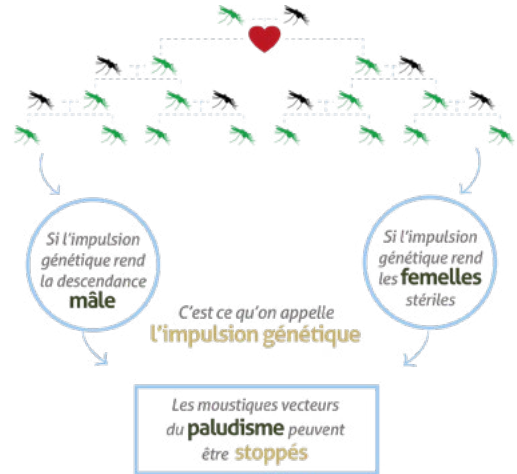 Si l'impulsion
génétique rend
la descendance
mâle
Si l'impulsion
génétique rend
les femelles
stériles
C'est ce qu'on appelle
l'impulsion génétique
Les moustiques vecteurs
du paludisme peuvent
être stoppés